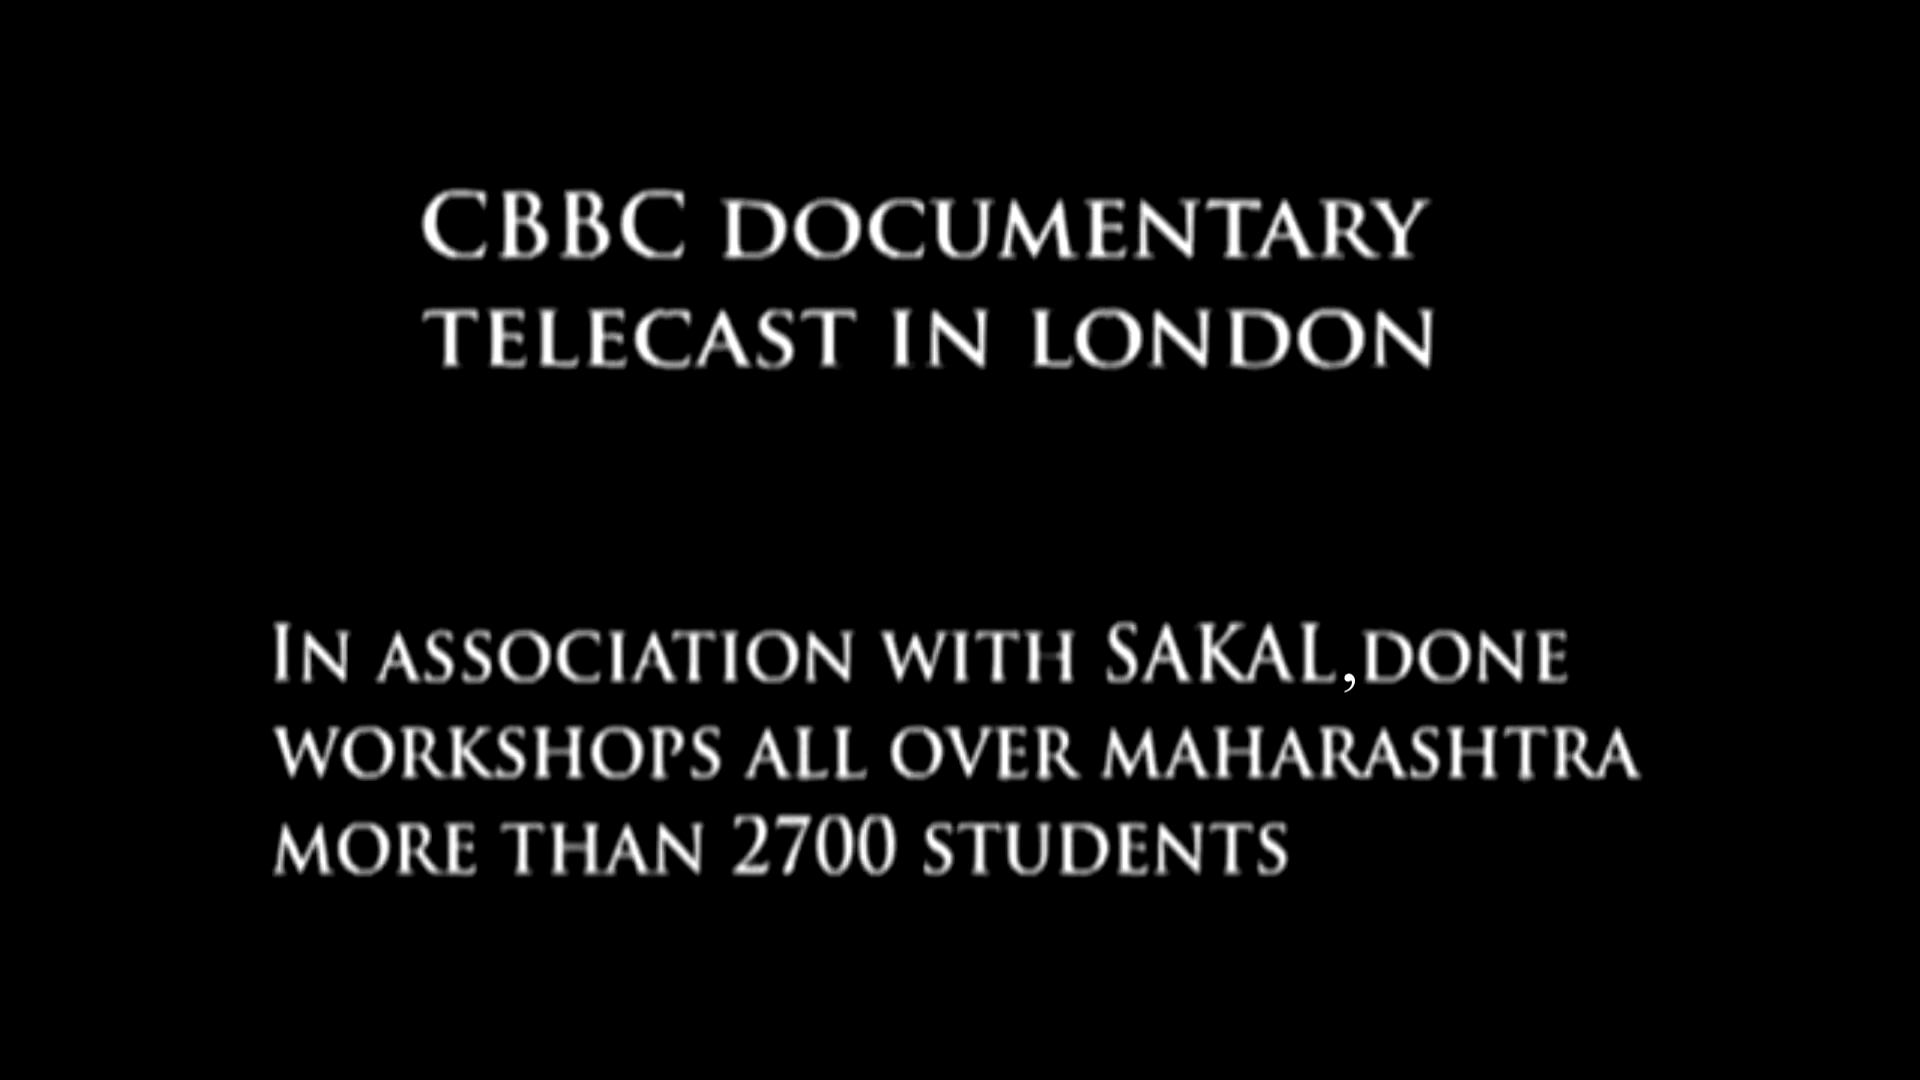 CBBC DOCUMENTARY
TELECAST IN LONDON
IN ASSOCIATION WITH SAKAL,DONE
WORKSHOPS ALL OVER MAHARASHTRA
MORE THAN 2700 STUDENTS